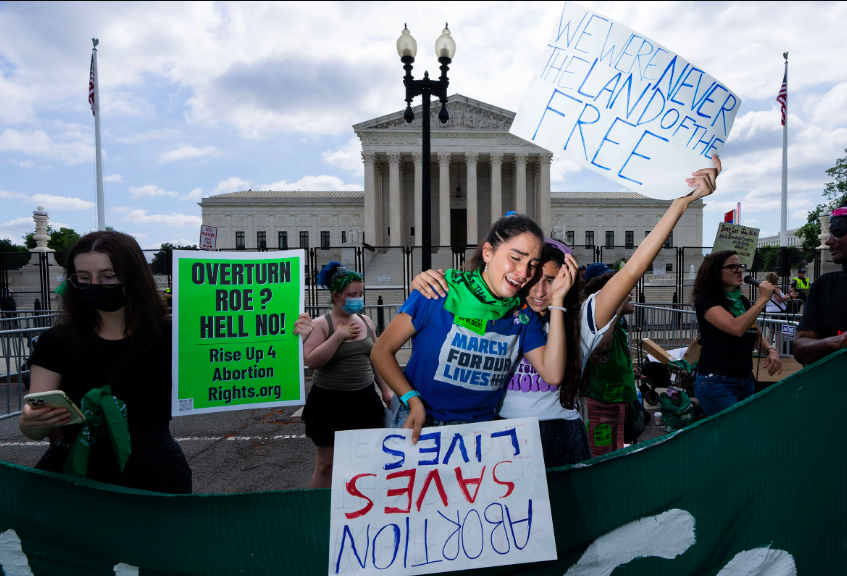 WE WERE NEVER
THE LAND OF THE
FREE
OVERTURN
ROE?
HELL NO!
Rise Up 4
Abortion
Rights.org
MARCH
FOR OUR
LIVES
ABORTION
SAVES
LIVES